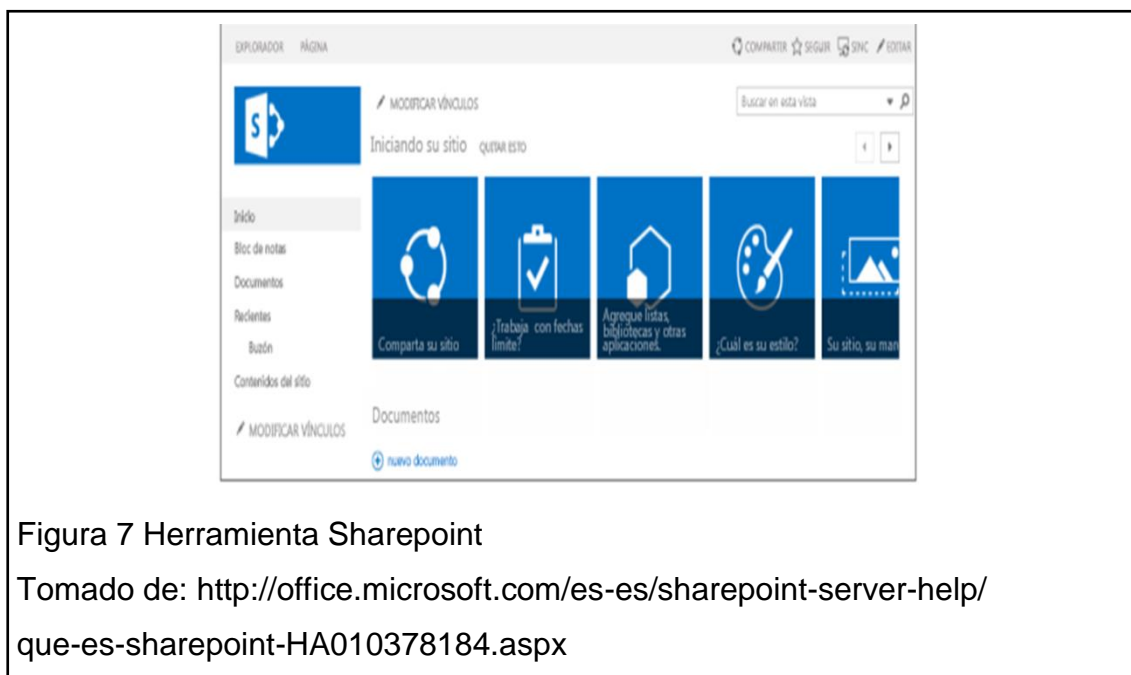 EXPLORADOR PÁGINA
COMPARTIR SEGUIR SINC EDITAR
S
MODIFICAR VÍNCULOS
Buscar en esta vista
Iniciando su sitio QUITAR ESTO
Inicio
Bloc de notas
Documentos
Recientes
Buzón
Contenidos del sitio
MODIFICAR VÍNCULOS
Comparta su sitio
¿Trabaja con fechas
límite?
Agregue listas,
bibliotecas y otras
aplicaciones.
¿Cuál es su estilo?
Su sitio, su mar
Documentos
nuevo documento
Figura 7 Herramienta Sharepoint
Tomado de: http://office.microsoft.com/es-es/sharepoint-server-help/
que-es-sharepoint-HA010378184.aspx